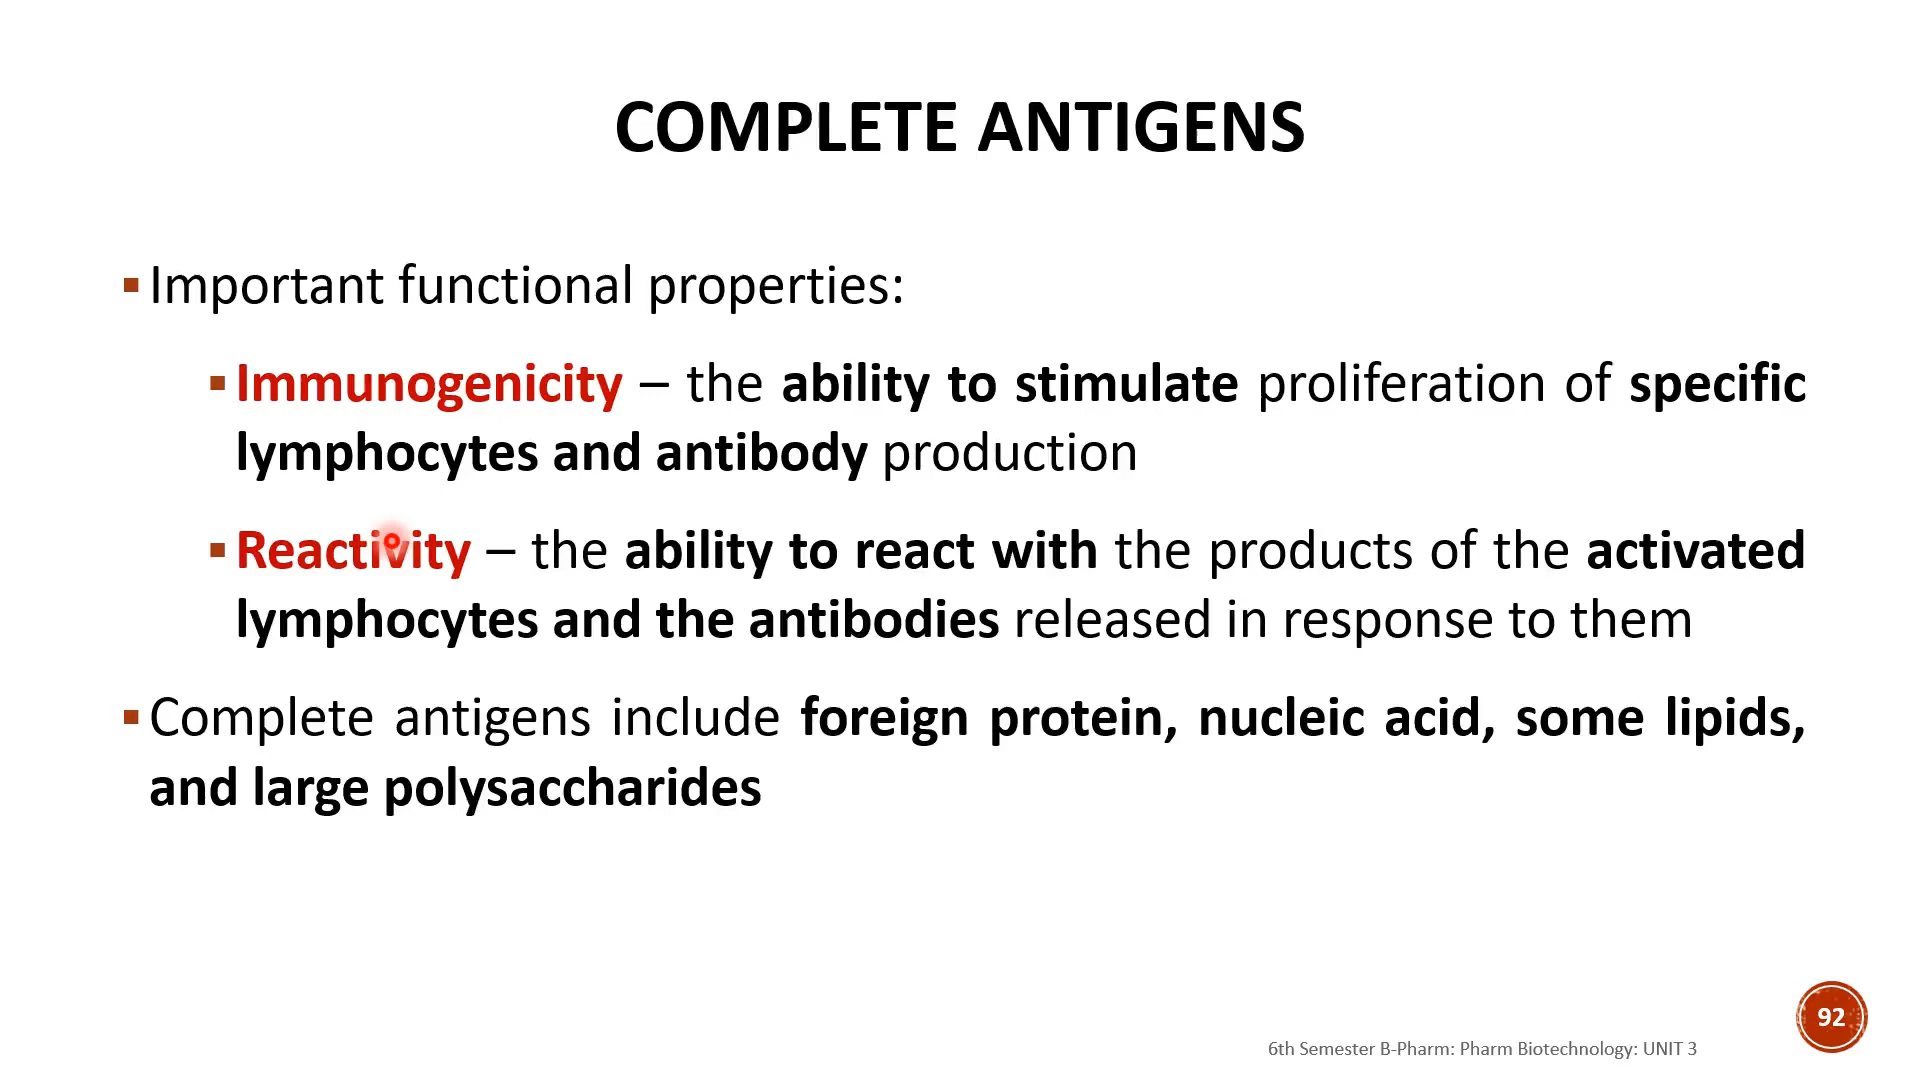 COMPLETE ANTIGENS
Important functional properties:
Immunogenicity – the ability to stimulate proliferation of specific
lymphocytes and antibody production
Reactivity – the ability to react with the products of the activated
lymphocytes and the antibodies released in response to them
Complete antigens include foreign protein, nucleic acid, some lipids,
and large polysaccharides
92
6th Semester B-Pharm: Pharm Biotechnology: UNIT 3